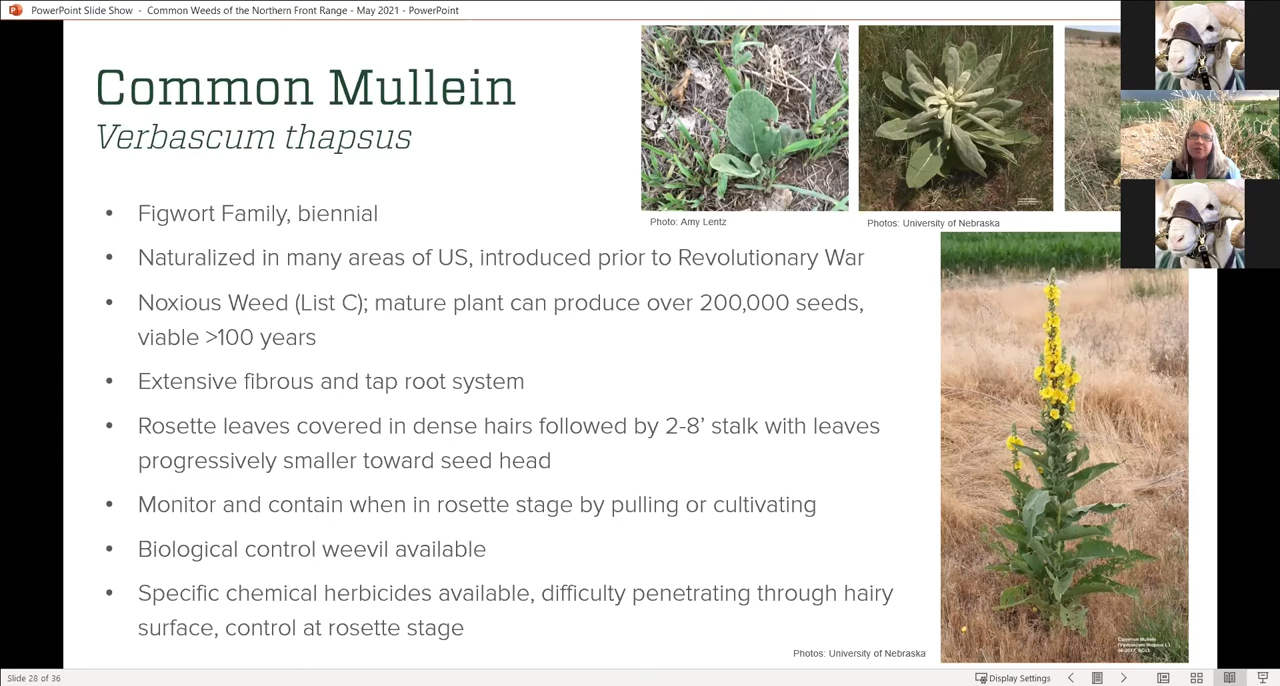 PowerPoint Slide Show - Common Weeds of the Northern Front Range - May 2021 - PowerPoint
Common Mullein
Verbascum thapsus
Photo: Amy Lentz
Photos: University of Nebraska
• Figwort Family, biennial
• Naturalized in many areas of US, introduced prior to Revolutionary War
• Noxious Weed (List C); mature plant can produce over 200,000 seeds,
viable >100 years
• Extensive fibrous and tap root system
• Rosette leaves covered in dense hairs followed by 2-8’ stalk with leaves
progressively smaller toward seed head
• Monitor and contain when in rosette stage by pulling or cultivating
• Biological control weevil available
• Specific chemical herbicides available, difficulty penetrating through hairy
surface, control at rosette stage
Common Mullein
Photos: University of Nebraska
Slide 28 of 36
Display Settings